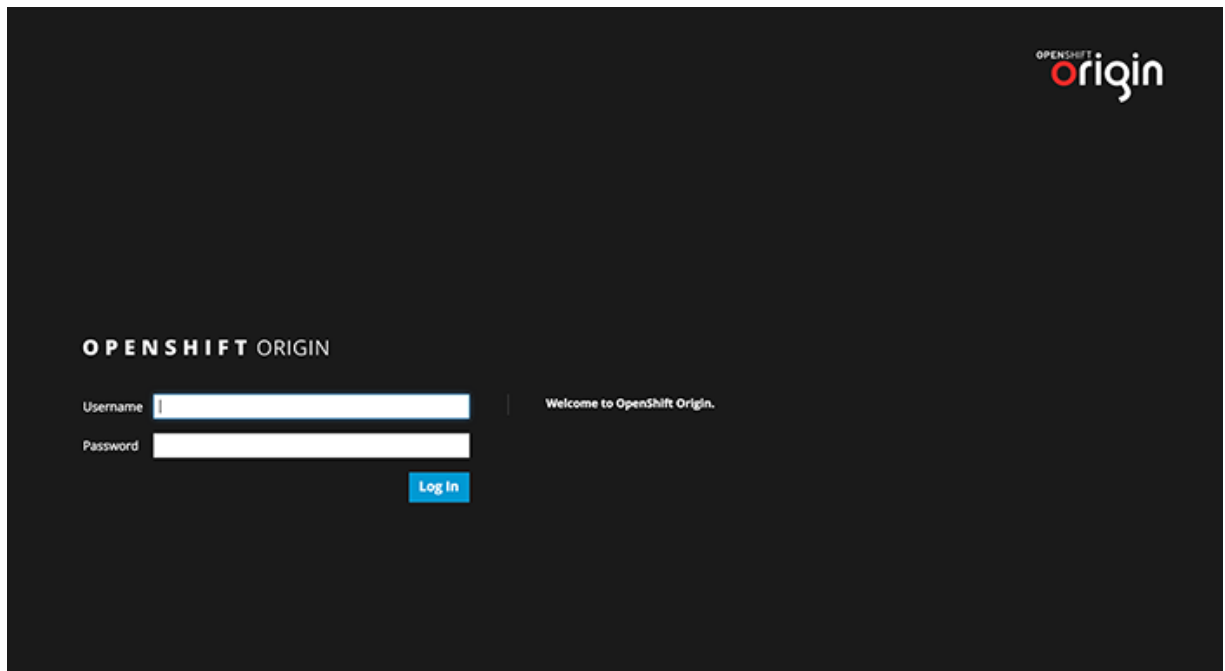 OPENSHIFT
origin
OPENSHIFT ORIGIN
Username
Welcome to OpenShift Origin.
Password
Log In